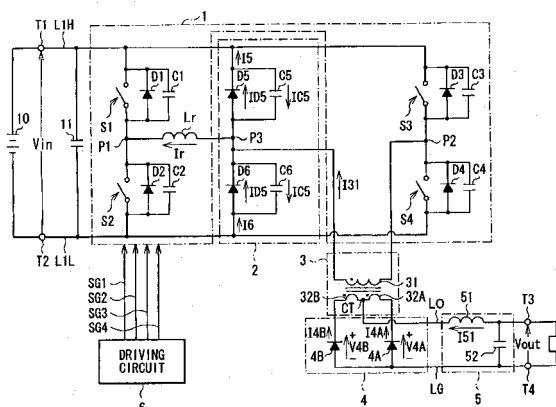 1
T1 L1H
I5
D1 C1
D5 C5
ID5 IC5
D3 C3
S1
S3
10
11
Vin
Lr
P1
Ir
P3
P2
D2 C2
D6 C6
ID5 IC5
I31
D4 C4
S2
S4
I6
T2 L1L
2
3
SG1
SG2
SG3
SG4
31
32B 32A
CT
LO 51
T3
I4B
I4A
I51
V4B
V4A
52
Vout
4B
4A
DRIVING
CIRCUIT
LG
T4
4
5
6